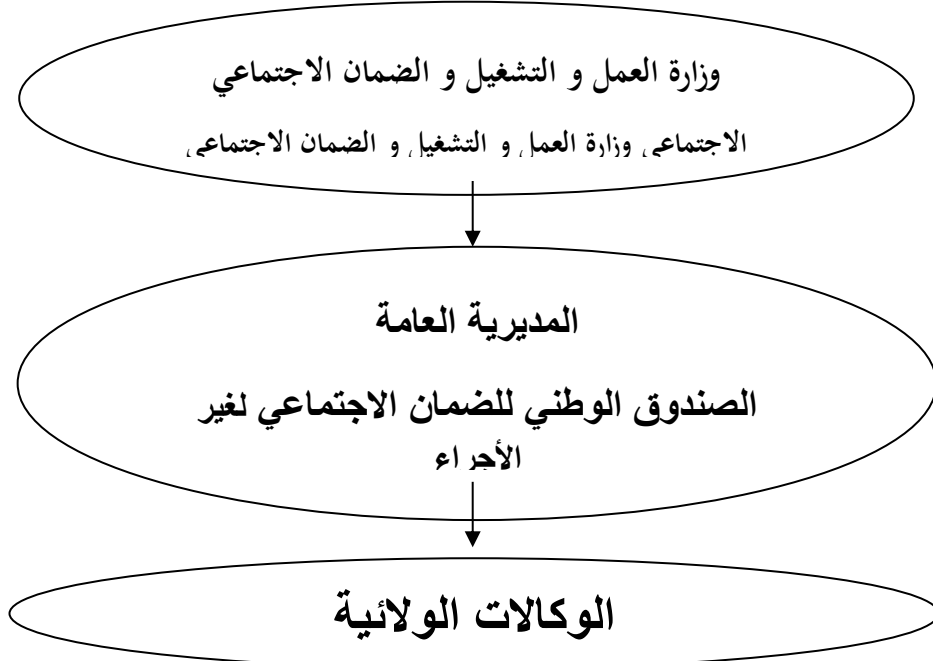 وزارة العمل و التشغيل و الضمان الاجتماعي
الاجتماعي وزارة العمل و التشغيل و الضمان الاجتماعي
المديرية العامة
الصندوق الوطني للضمان الاجتماعي لغير
الأجراء
الوكالات الولائية